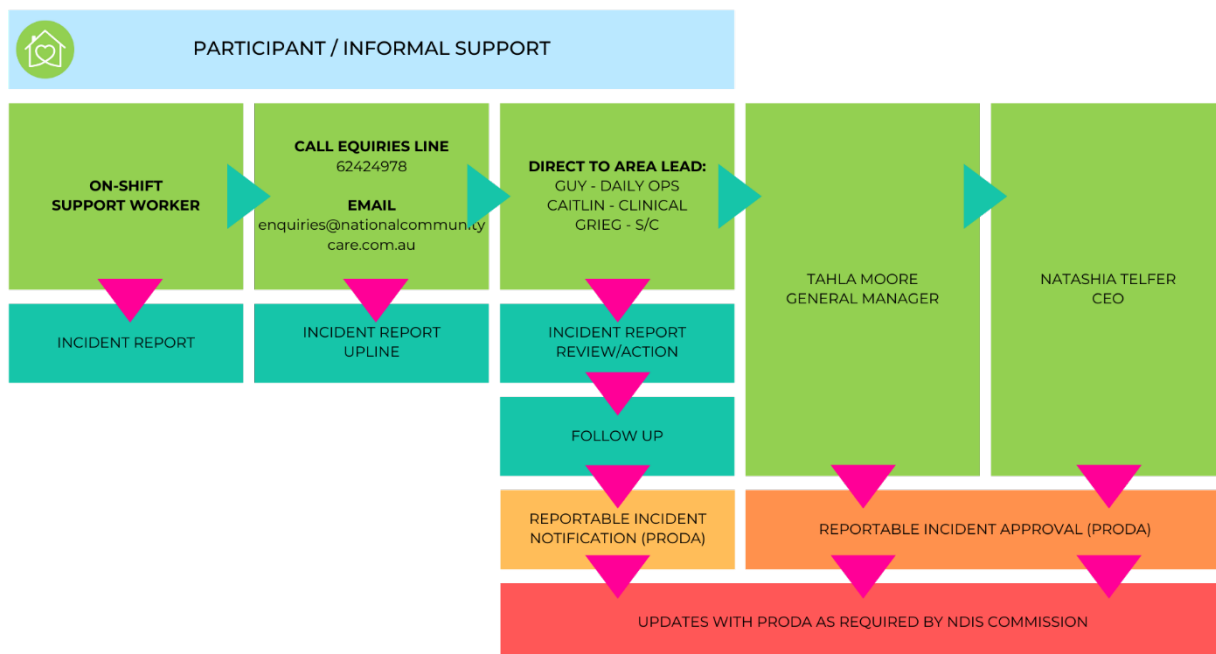 PARTICIPANT / INFORMAL SUPPORT
ON-SHIFT
SUPPORT WORKER
CALL EQUIRIES LINE
62424978
EMAIL
enquiries@nationalcommunity
care.com.au
DIRECT TO AREA LEAD:
GUY - DAILY OPS
CAITLIN - CLINICAL
GRIEG - S/C
TAHLA MOORE
GENERAL MANAGER
NATASHIA TELFER
CEO
INCIDENT REPORT
INCIDENT REPORT
UPLINE
INCIDENT REPORT
REVIEW/ACTION
FOLLOW UP
REPORTABLE INCIDENT
NOTIFICATION (PRODA)
REPORTABLE INCIDENT APPROVAL (PRODA)
UPDATES WITH PRODA AS REQUIRED BY NDIS COMMISSION